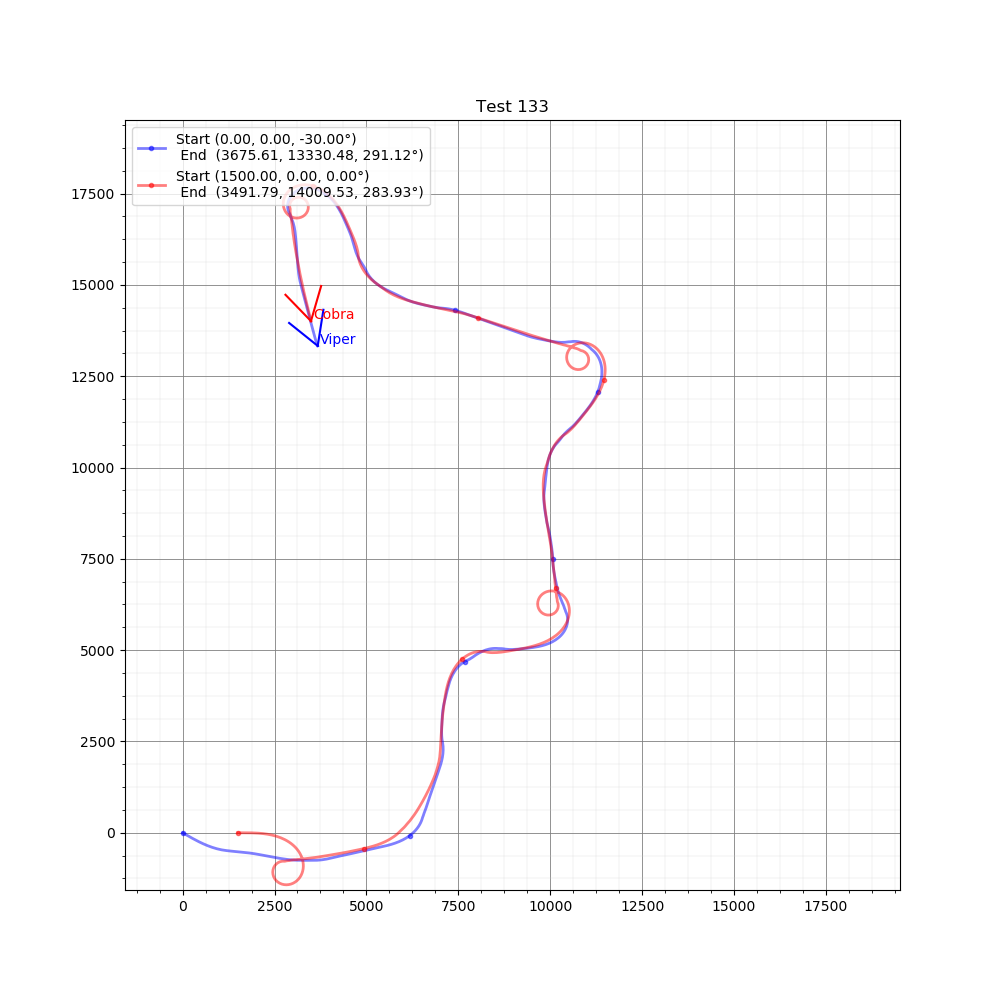 Test 133
Start (0.00, 0.00, -30.00°)
End (3675.61, 13330.48, 291.12°)
Start (1500.00, 0.00, 0.00°)
End (3491.79, 14009.53, 283.93°)
17500
15000
12500
10000
7500
5000
2500
0
Cobra
Viper
0
2500
5000
7500
10000
12500
15000
17500